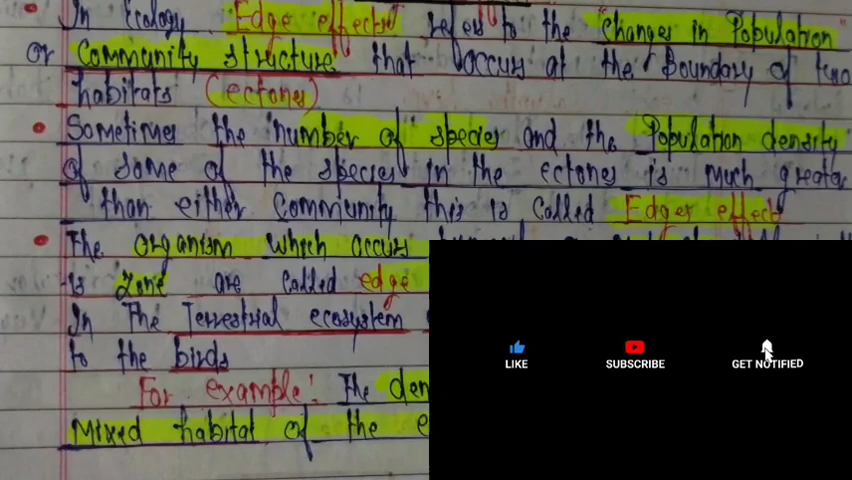 In Ecology Edge effects refers to the "changes in Population"
or Community structure that occurs at the Boundary of two
habitats (ectones)
Sometimes the number of species and the Population density
of some of the species in the ectones is much greater
than either Community this is called Edges effect
The organism which occurs
is zone are called edge
In The Terrestrial ecosystem
to the birds
For example: The den
Mixed habitat of the e
LIKE
SUBSCRIBE
GET NOTIFIED